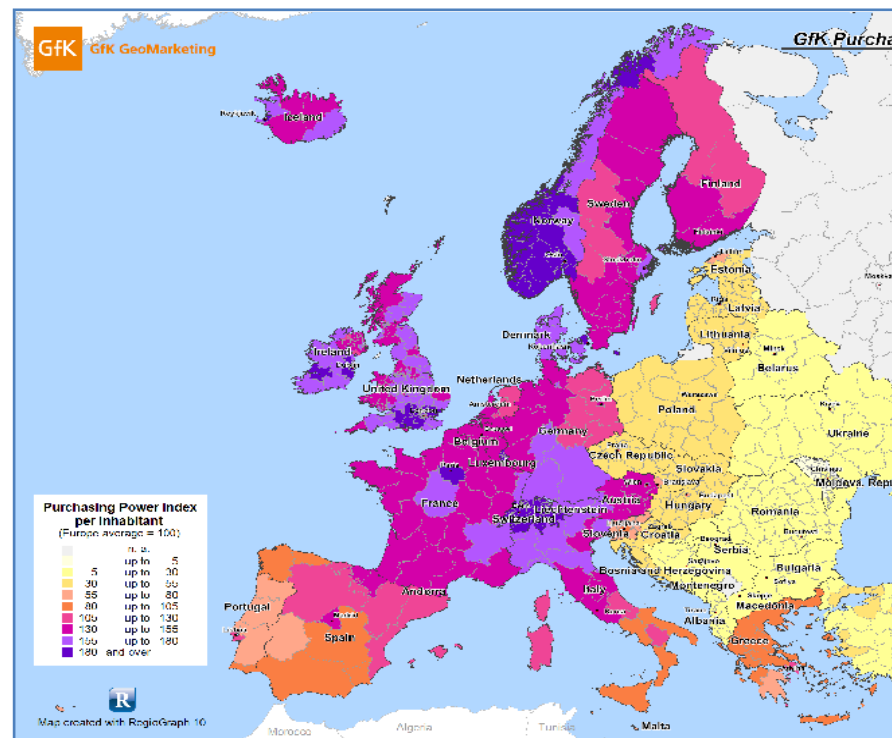 GfK
GfK GeoMarketing
GfK Purcha
Reykjavik
Iceland
Norway
Sweden
Finland
Estonia
Latvia
Lithuania
Denmark
Ireland
United Kingdom
Netherlands
Belgium
Luxembourg
Germany
Poland
Minsk
Belarus
Ukraine
Czech Republic
Slovakia
Moldova, Repu
France
Switzerland
Liechtenstein
Austria
Hungary
Slovenia
Croatia
Romania
Bosnia and Herzegovina
Serbia
Montenegro
Bulgaria
Macedonia
Albania
Andorra
Italy
Portugal
Spain
Greece
Malta
Morocco
Algeria
Tunisia
Purchasing Power Index
per Inhabitant
(Europe average = 100)
n. a.
up to 5
5 up to 30
30 up to 55
55 up to 80
80 up to 105
105 up to 130
130 up to 155
155 up to 180
180 and over
R
Map created with RegioGraph 10